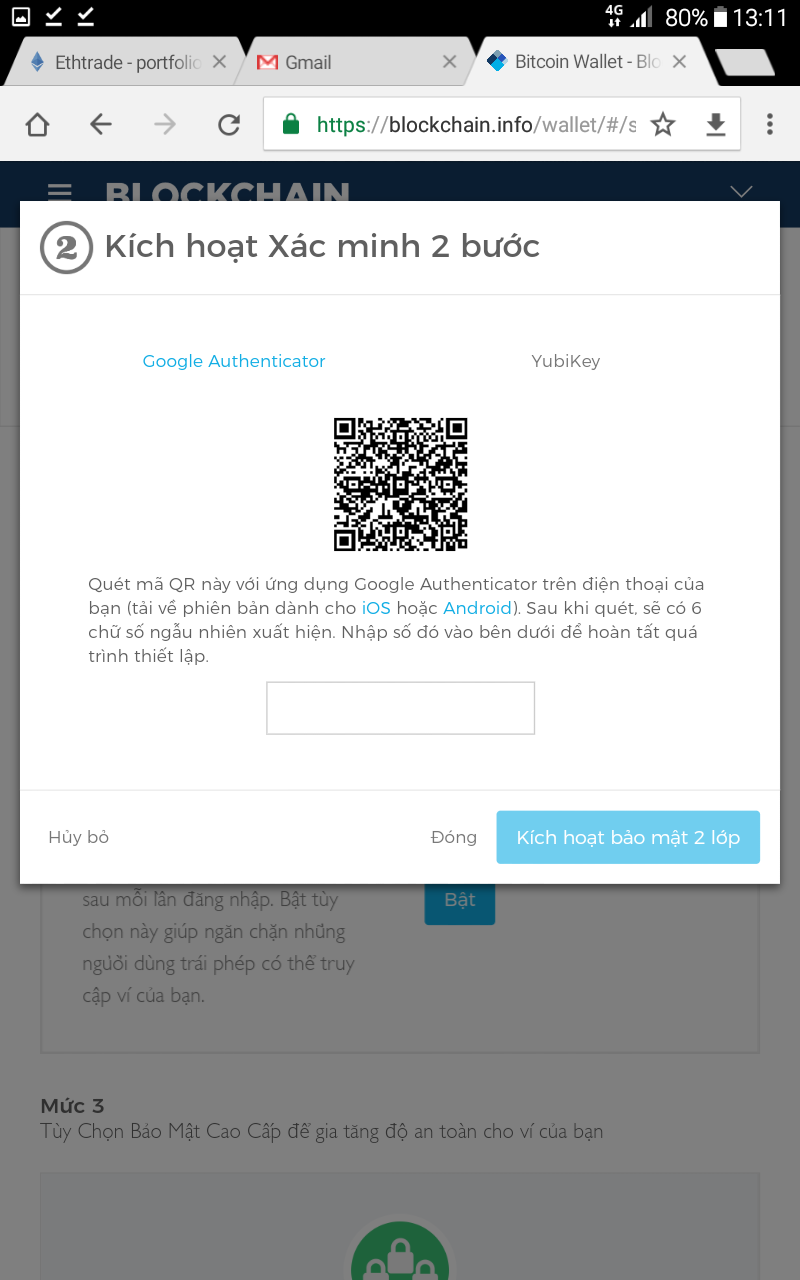 4G 80% 13:11
Ethtrade - portfolio
Gmail
Bitcoin Wallet - Blo
https://blockchain.info/wallet/#/s
BLOCKCHAIN
2 Kích hoạt Xác minh 2 bước
Google Authenticator
YubiKey
Quét mã QR này với ứng dụng Google Authenticator trên điện thoại của
bạn (tải về phiên bản dành cho iOS hoặc Android). Sau khi quét, sẽ có 6
chữ số ngẫu nhiên xuất hiện. Nhập số đó vào bên dưới để hoàn tất quá
trình thiết lập.
Hủy bỏ
Đóng
Kích hoạt bảo mật 2 lớp
sau mỗi lần đăng nhập. Bật tùy
chọn này giúp ngăn chặn những
người dùng trái phép có thể truy
cập ví của bạn.
Bật
Mức 3
Tùy Chọn Bảo Mật Cao Cấp để gia tăng độ an toàn cho ví của bạn